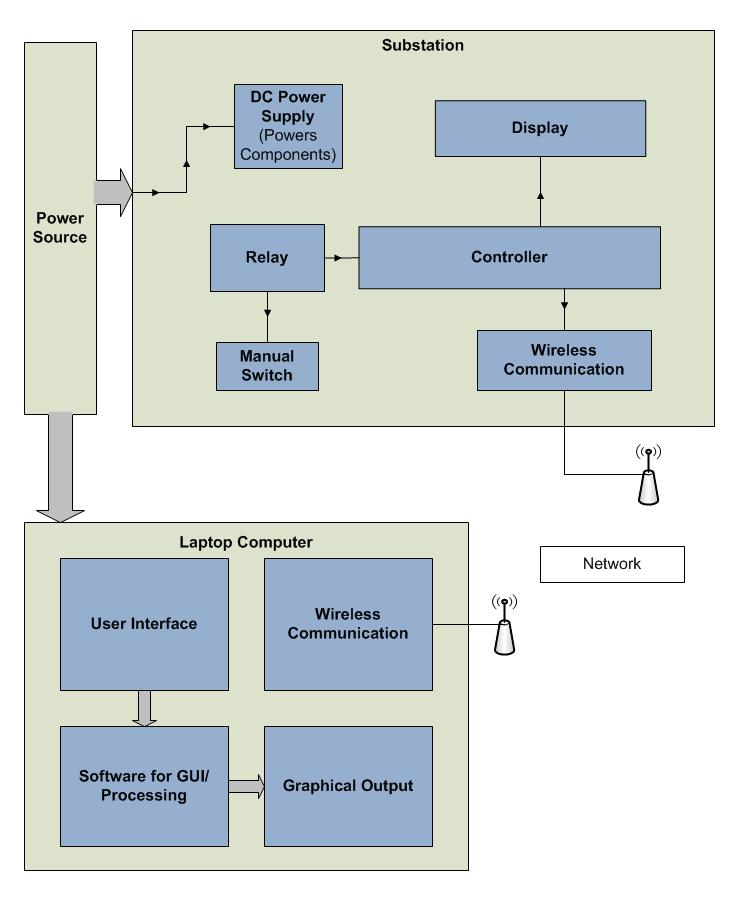 Substation
Power
Source
DC Power
Supply
(Powers
Components)
Display
Relay
Controller
Manual
Switch
Wireless
Communication
Network
Laptop Computer
User Interface
Wireless
Communication
Software for GUI/
Processing
Graphical Output